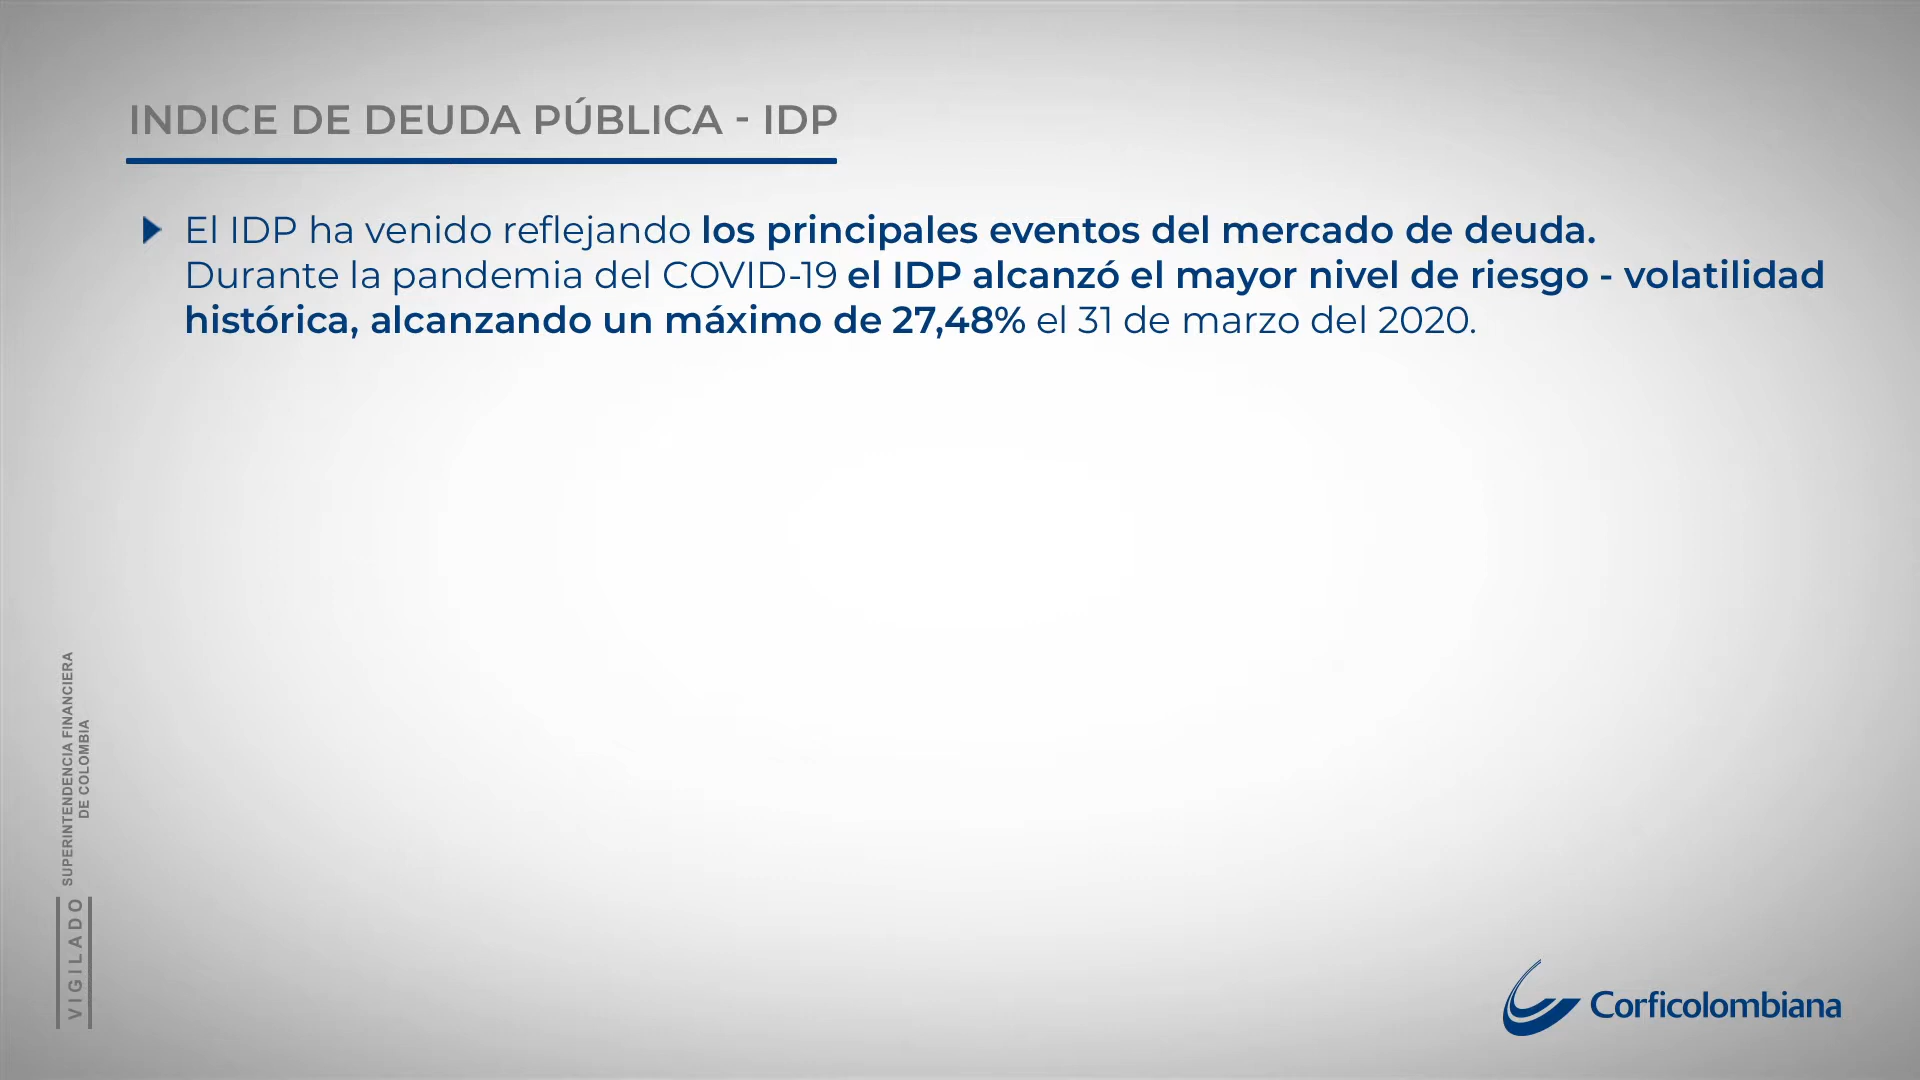 INDICE DE DEUDA PÚBLICA - IDP
El IDP ha venido reflejando los principales eventos del mercado de deuda.
Durante la pandemia del COVID-19 el IDP alcanzó el mayor nivel de riesgo - volatilidad
histórica, alcanzando un máximo de 27,48% el 31 de marzo del 2020.
VIGILADO
SUPERINTENDENCIA FINANCIERA
DE COLOMBIA
Corficolombiana